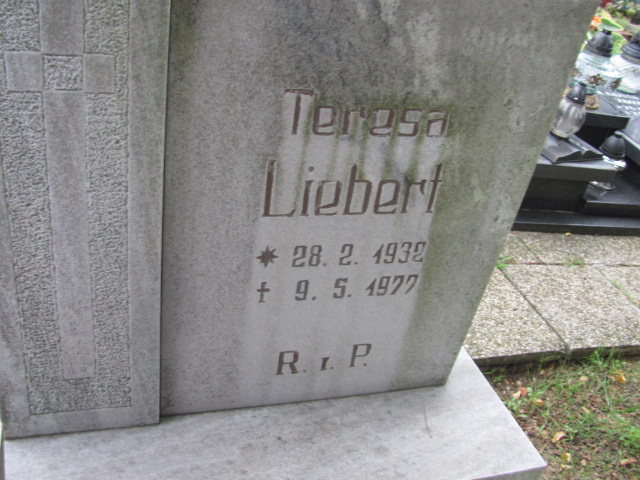 Teresa
Liebert
* 28. 2. 1932
† 9. 5. 1977
R. i. P.